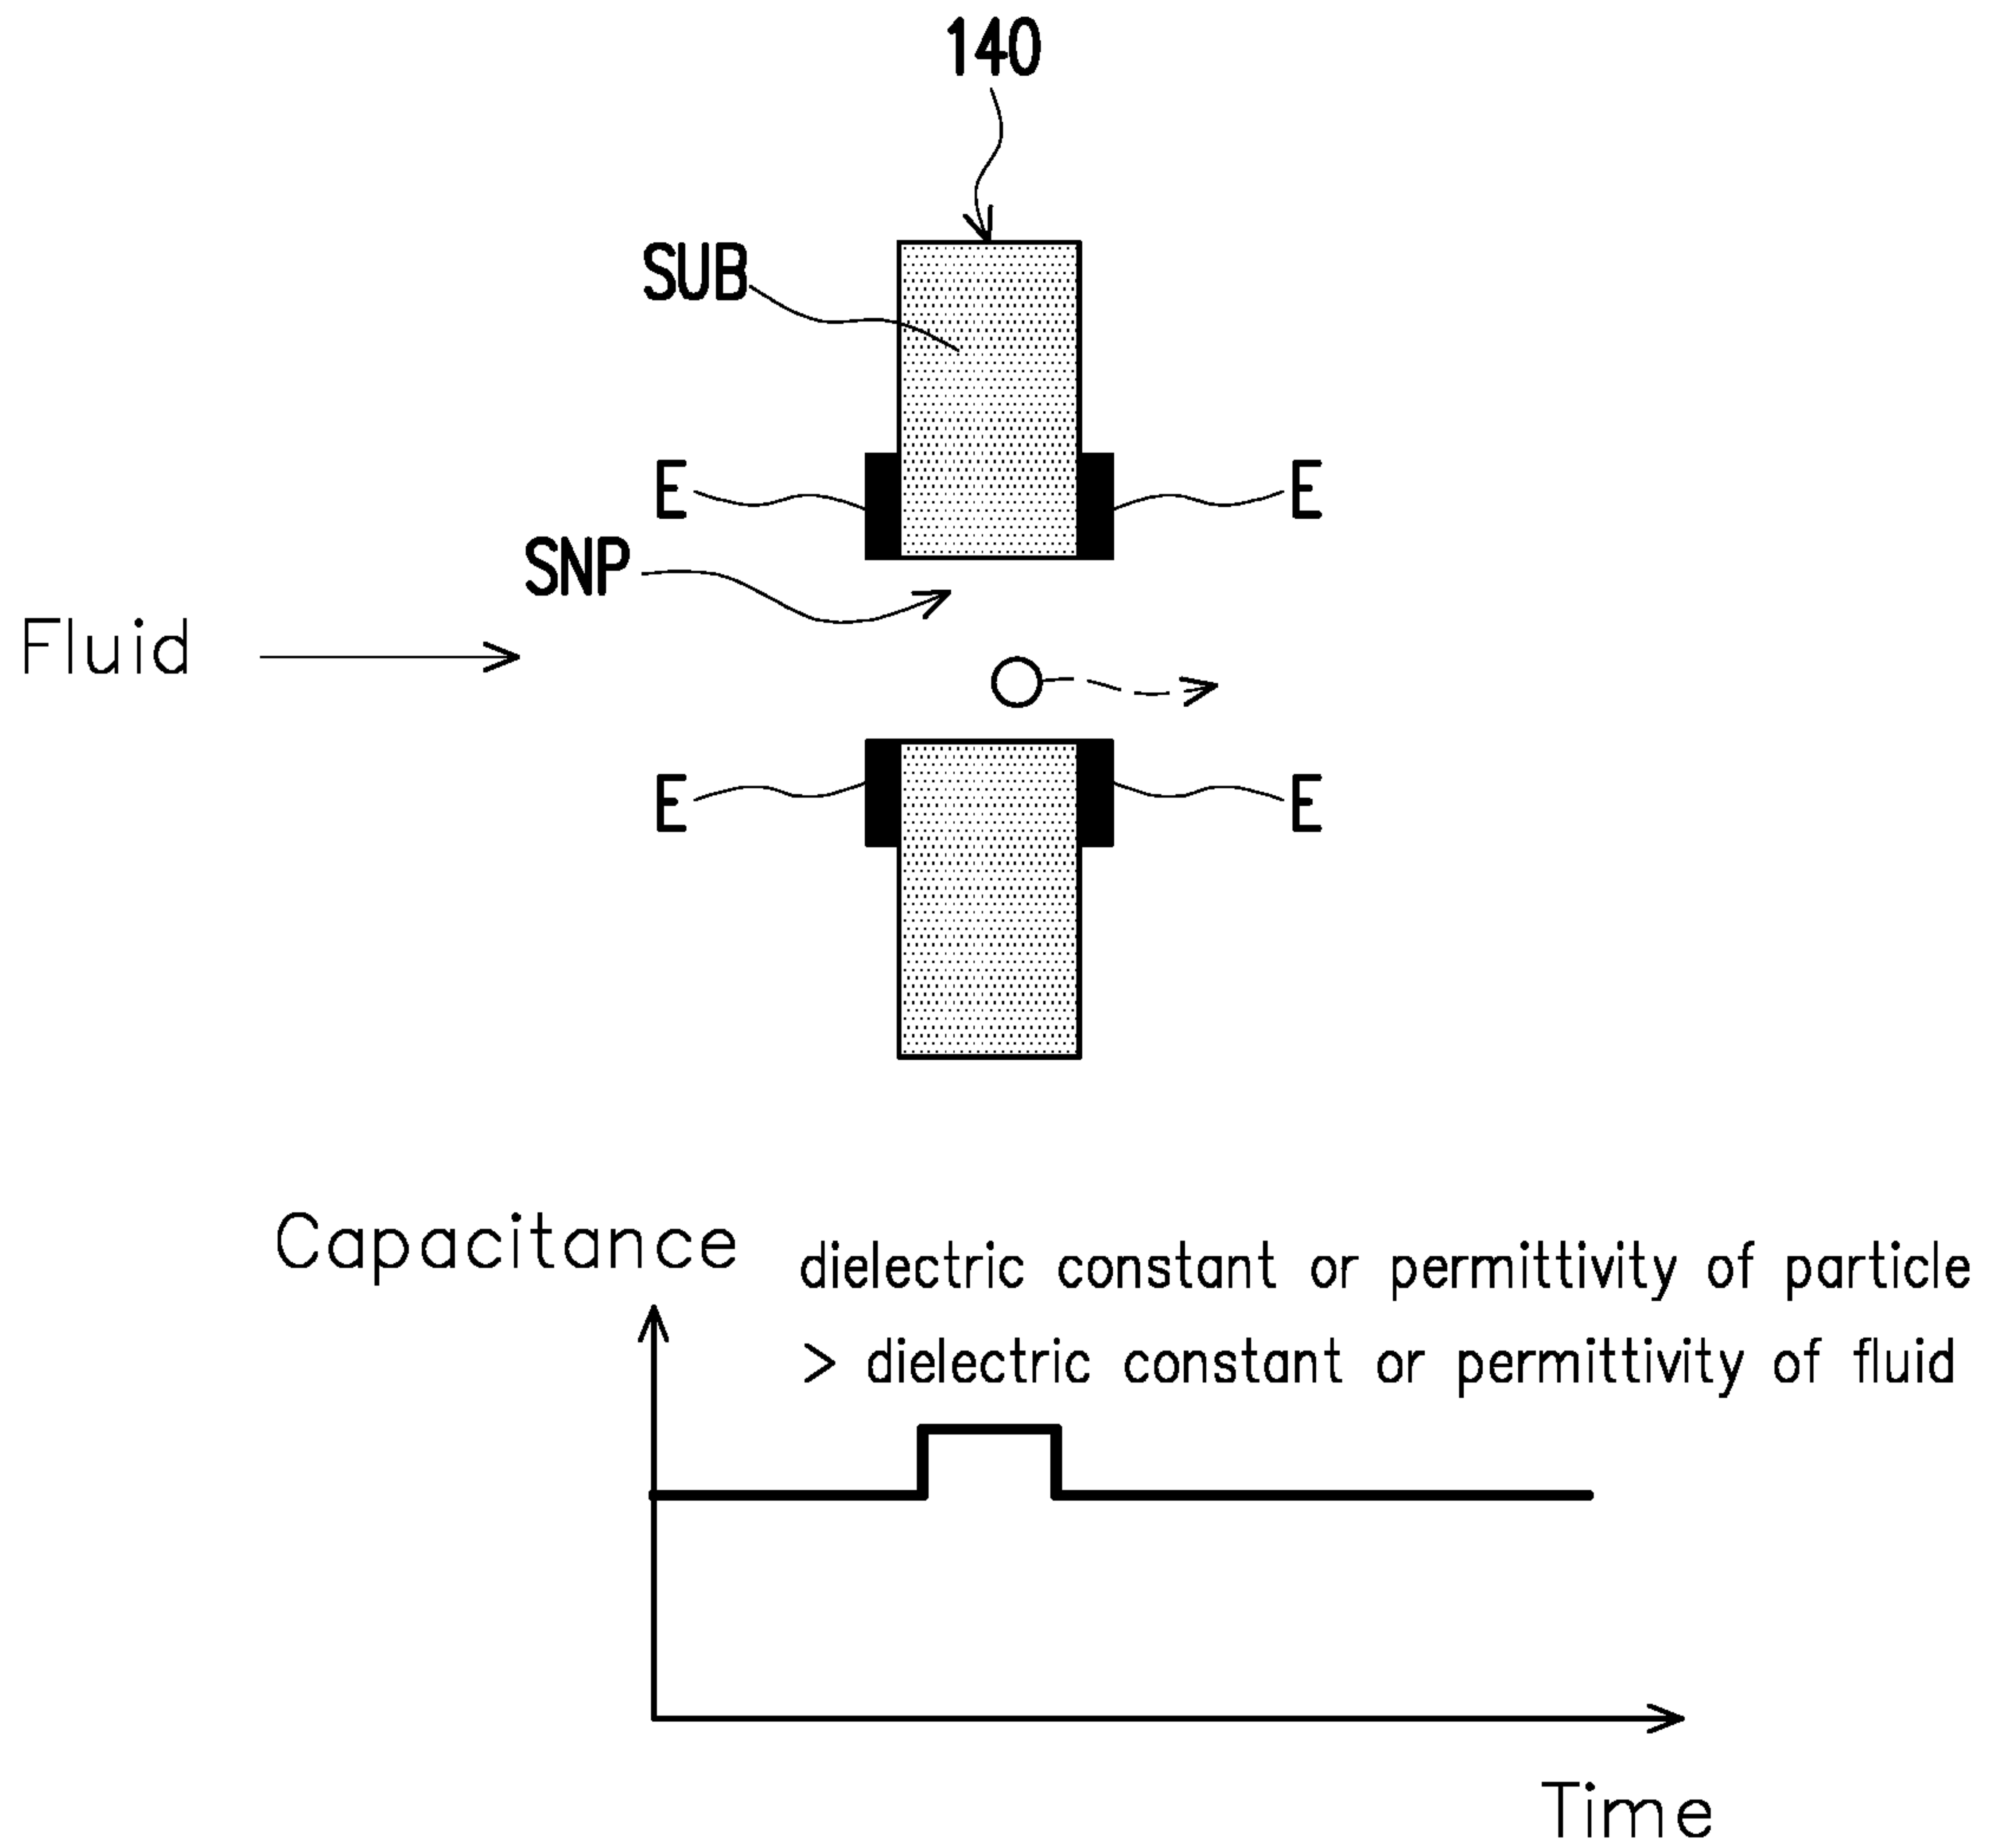 140
SUB
E
E
SNP
Fluid
E
E
Capacitance
dielectric constant or permittivity of particle
> dielectric constant or permittivity of fluid
Time